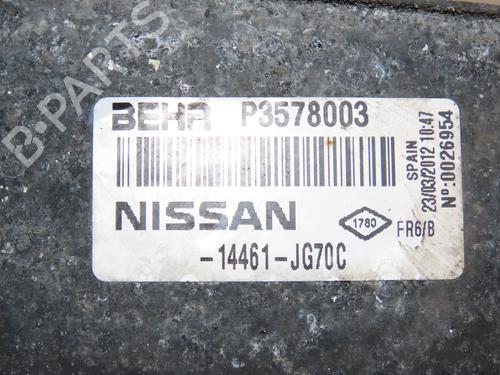 B-PARTS
BEHR P3578003
NISSAN
1780
FR6/B
-14461-JG70C
SPAIN
23/03/2012 10:47
Nº:0026954